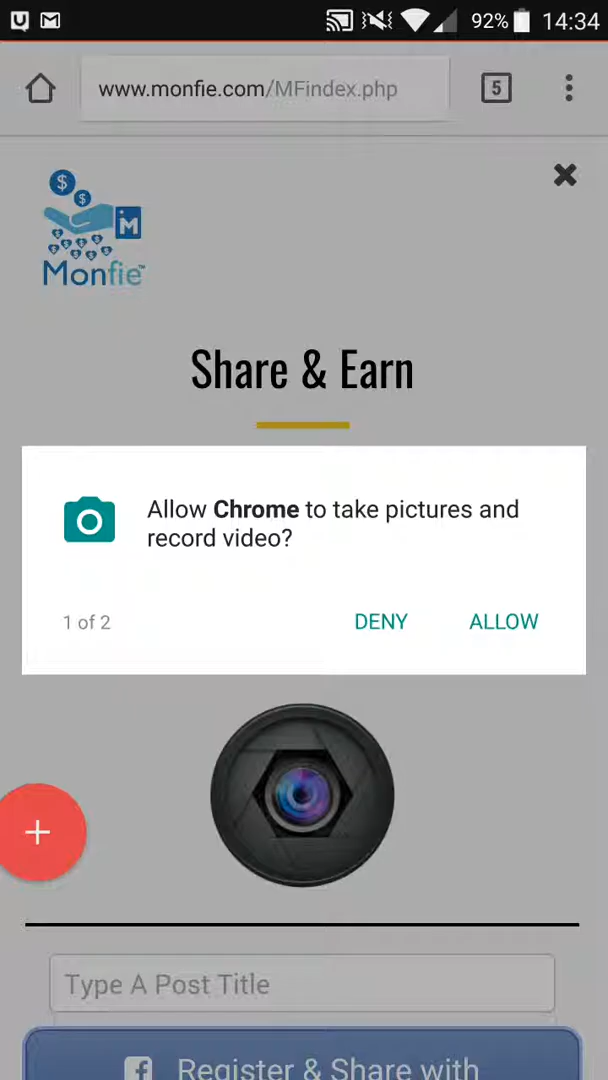 92% 14:34
www.monfie.com/MFindex.php 5
$
$
M
Monfie™
Share & Earn
Allow Chrome to take pictures and
record video?
1 of 2 DENY ALLOW
+
Type A Post Title
f Register & Share with